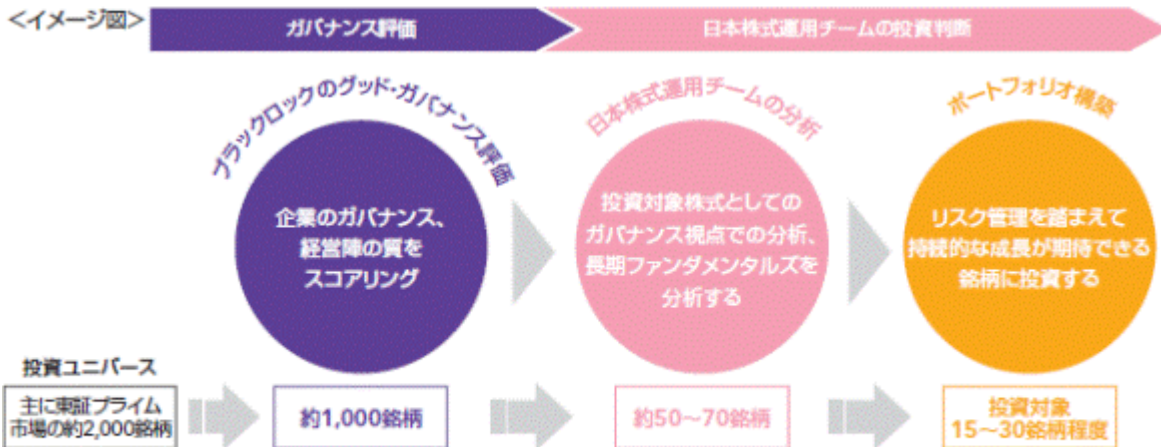 <イメージ図>
ガバナンス評価
日本株式運用チームの投資判断
ブラックロックのグッド・ガバナンス評価
日本株式運用チームの分析
ポートフォリオ構築
企業のガバナンス、
経営陣の質を
スコアリング
投資対象株式としての
ガバナンス視点での分析、
長期ファンダメンタルズを
分析する
リスク管理を踏まえて
持続的な成長が期待できる
銘柄に投資する
投資ユニバース
主に東証プライム
市場の約2,000銘柄
約1,000銘柄
約50～70銘柄
投資対象
15～30銘柄程度